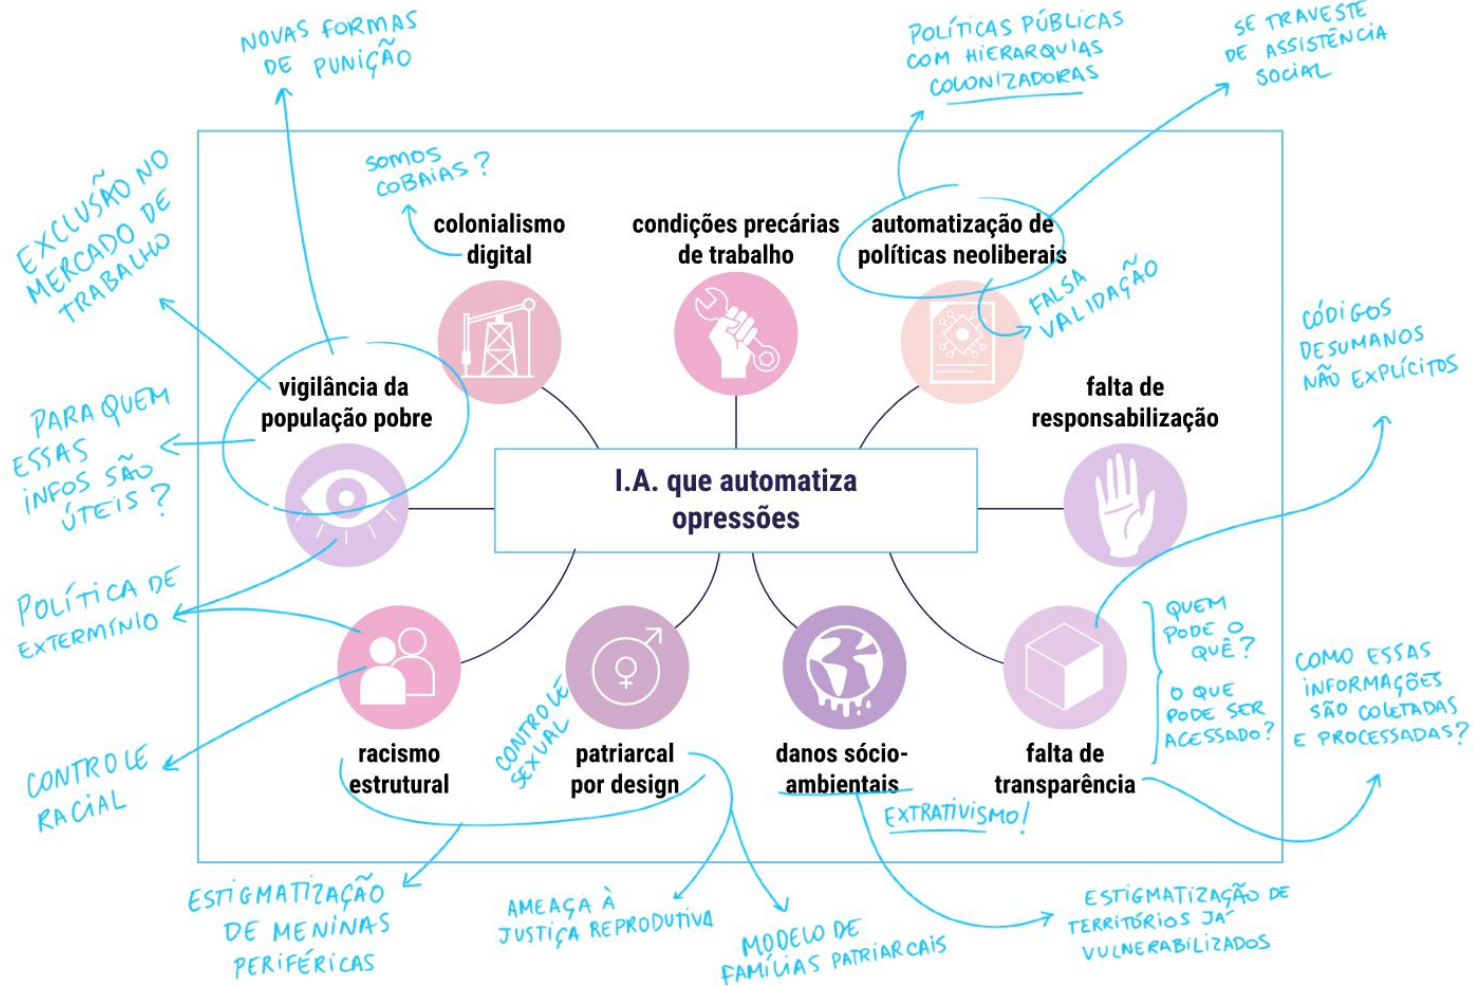 NOVAS FORMAS
DE PUNIÇÃO
POLÍTICAS PÚBLICAS
COM HIERARQUIAS
COLONIZADORAS
SE TRAVESTE
DE ASSISTÊNCIA
SOCIAL
EXCLUSÃO NO
MERCADO DE
TRABALHO
SOMOS
COBAIAS?
colonialismo
digital
condições precárias
de trabalho
automatização de
políticas neoliberais
FALSA
VALIDAÇÃO
CÓDIGOS
DESUMANOS
NÃO EXPLÍCITOS
vigilância da
população pobre
falta de
responsabilização
PARA QUEM
ESSAS
INFOS SÃO
ÚTEIS?
I.A. que automatiza
opressões
POLÍTICA DE
EXTERMÍNIO
QUEM
PODE O
QUÊ?
O QUE
PODE SER
ACESSADO?
COMO ESSAS
INFORMAÇÕES
SÃO COLETADAS
E PROCESSADAS?
CONTROLE
RACIAL
racismo
estrutural
CONTROLE
SEXUAL
patriarcal
por design
danos sócio-
ambientais
EXTRATIVISMO!
falta de
transparência
ESTIGMATIZAÇÃO
DE MENINAS
PERIFÉRICAS
AMEAÇA À
JUSTIÇA REPRODUTIVA
MODELO DE
FAMÍLIAS PATRIARCAIS
ESTIGMATIZAÇÃO DE
TERRITÓRIOS JÁ
VULNERABILIZADOS